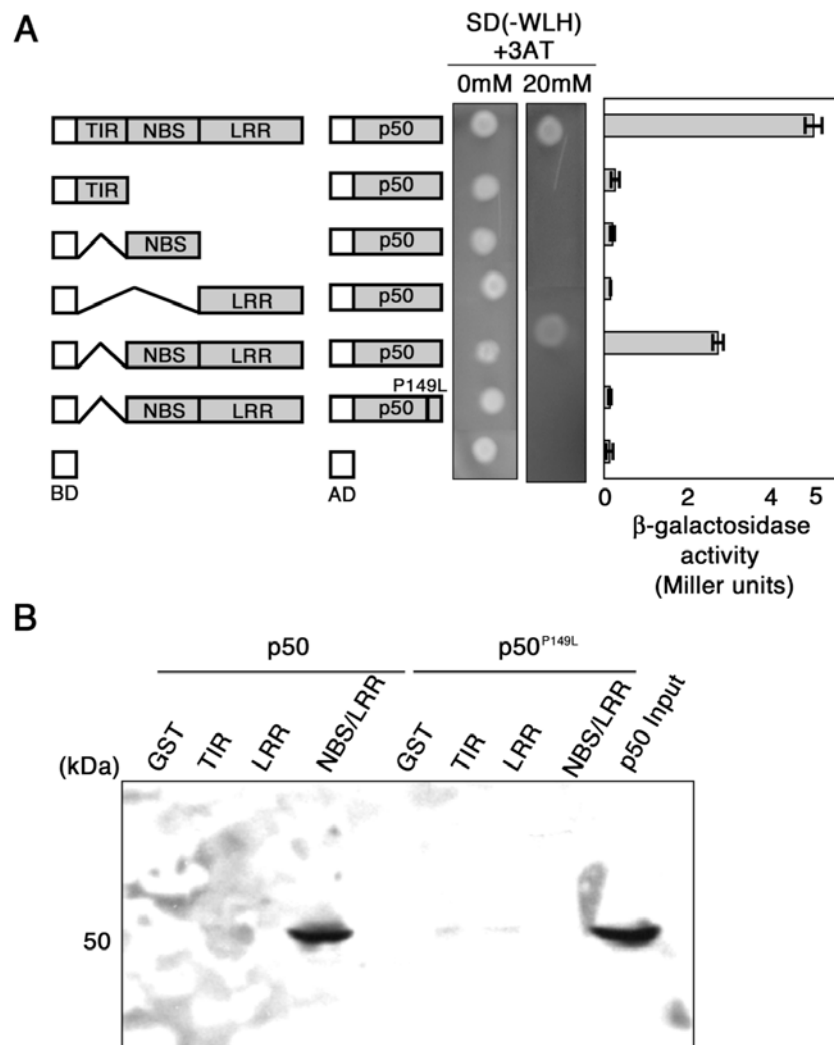 A
SD(-WLH)
+3AT
0mM 20mM
TIR NBS LRR p50
TIR p50
NBS p50
LRR p50
NBS LRR p50
P149L
NBS LRR p50
BD AD
0 2 4 5
β-galactosidase
activity
(Miller units)
B
p50 p50P149L
(kDa) GST TIR LRR NBS/LRR GST TIR LRR NBS/LRR p50 Input
50